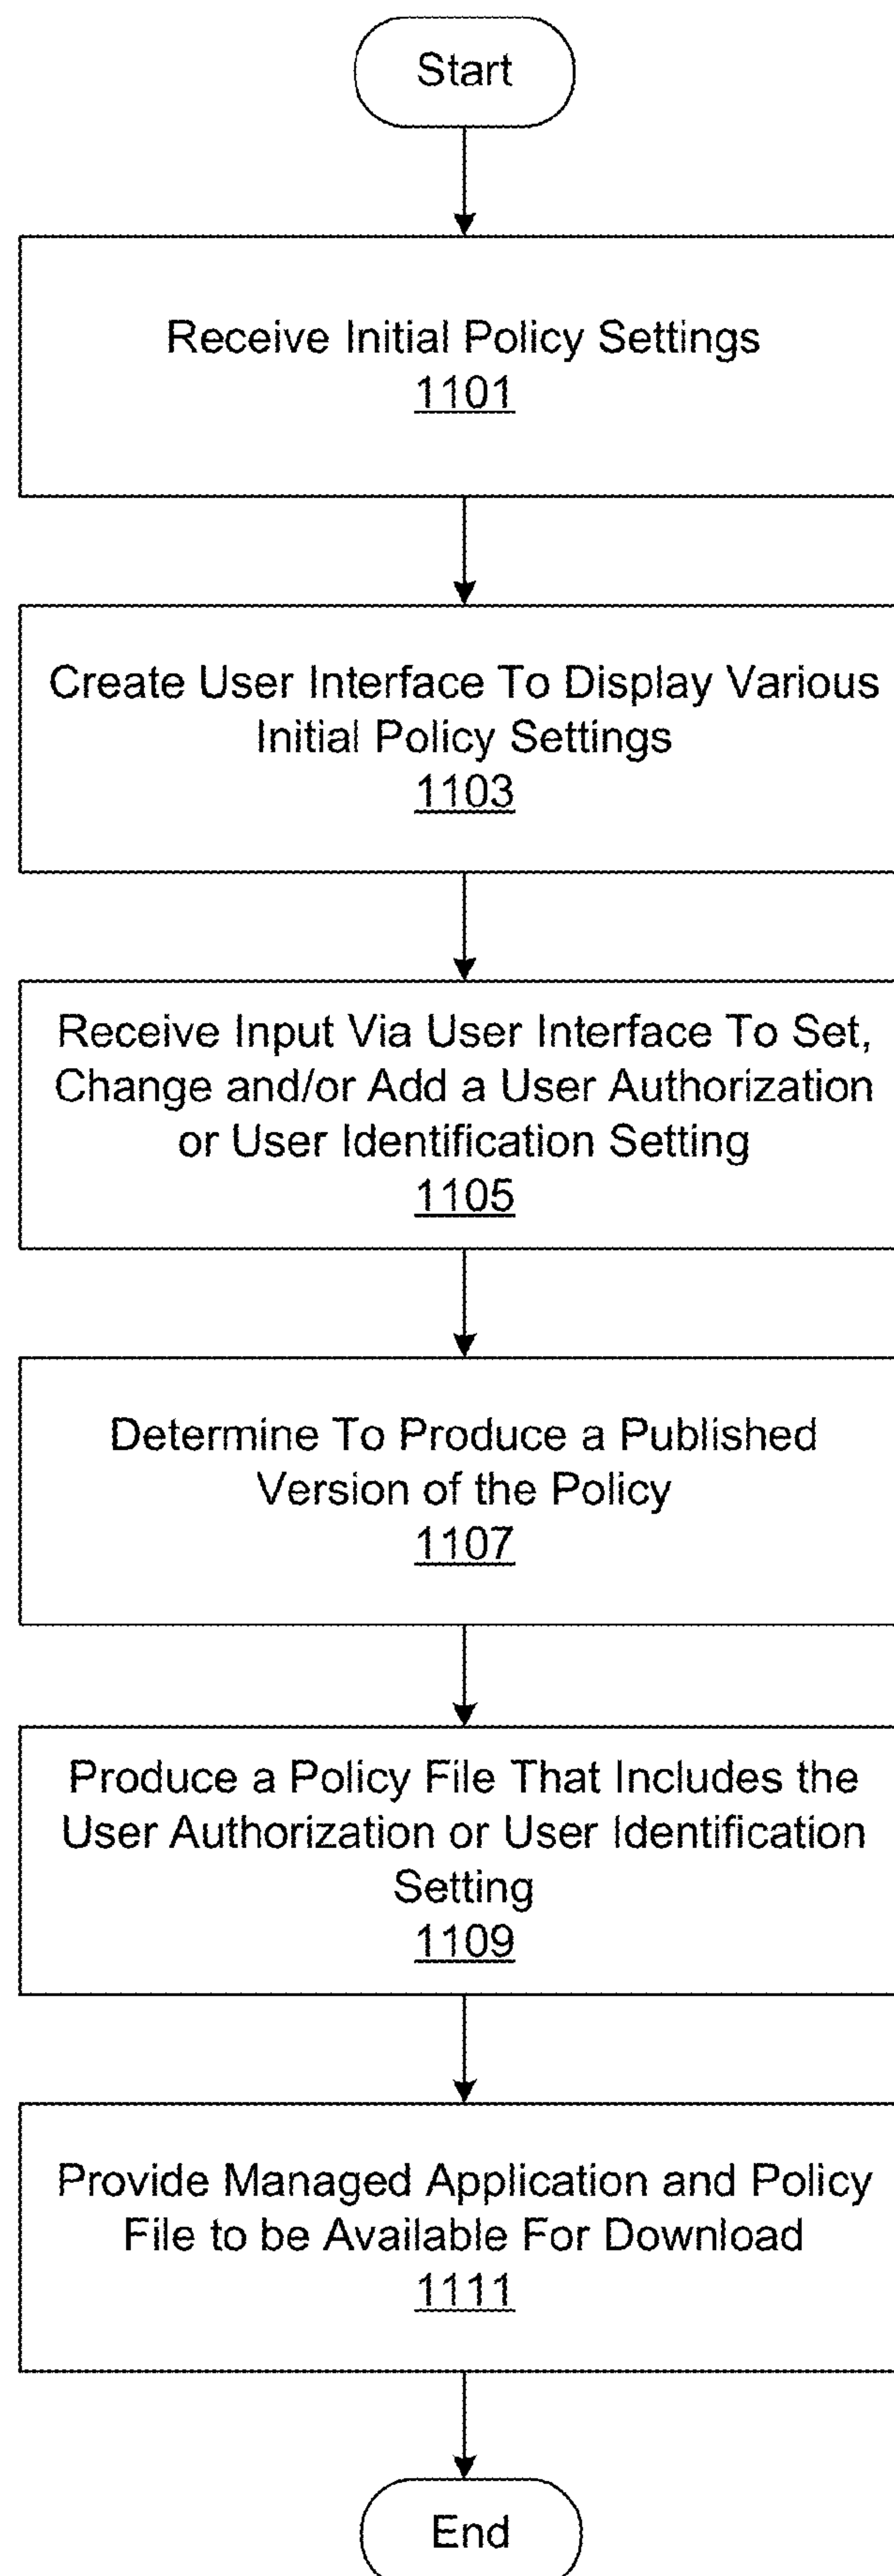 Start
Receive Initial Policy Settings
1101
Create User Interface To Display Various
Initial Policy Settings
1103
Receive Input Via User Interface To Set,
Change and/or Add a User Authorization
or User Identification Setting
1105
Determine To Produce a Published
Version of the Policy
1107
Produce a Policy File That Includes the
User Authorization or User Identification
Setting
1109
Provide Managed Application and Policy
File to be Available For Download
1111
End